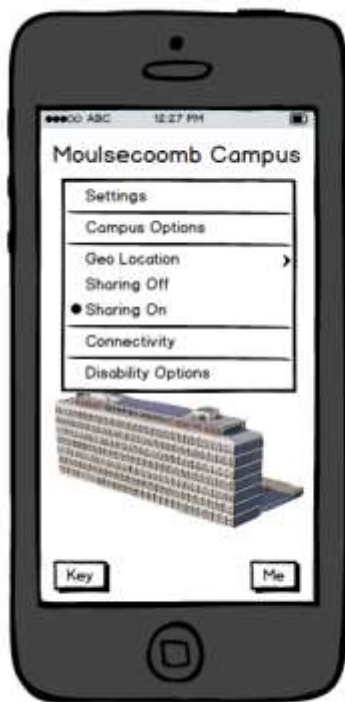 ABC 12:27 PM
Moulsecoomb Campus
Settings
Campus Options
Geo Location
Sharing Off
Sharing On
Connectivity
Disability Options
Key
Me